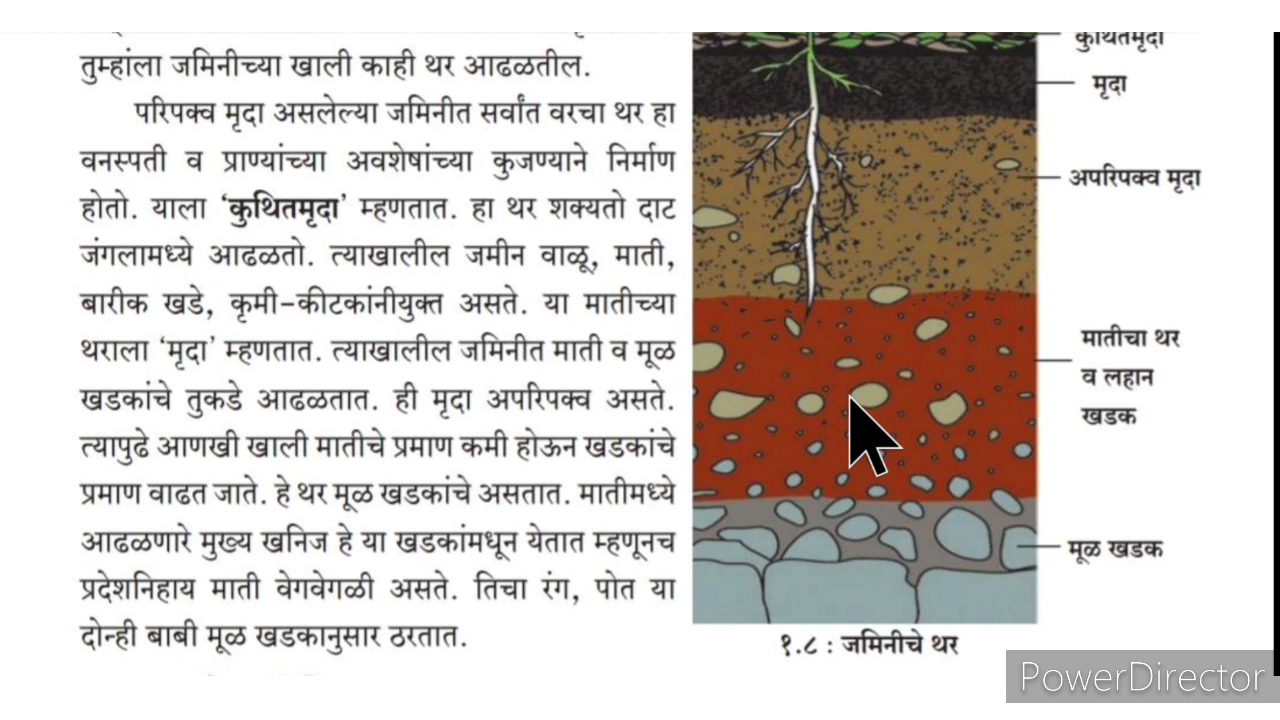 तुम्हांला जमिनीच्या खाली काही थर आढळतील.
परिपक्व मृदा असलेल्या जमिनीत सर्वांत वरचा थर हा
वनस्पती व प्राण्यांच्या अवशेषांच्या कुजण्याने निर्माण
होतो. याला ‘कुथितमृदा’ म्हणतात. हा थर शक्यतो दाट
जंगलामध्ये आढळतो. त्याखालील जमीन वाळू, माती,
बारीक खडे, कृमी-कीटकांनीयुक्त असते. या मातीच्या
थराला ‘मृदा’ म्हणतात. त्याखालील जमिनीत माती व मूळ
खडकांचे तुकडे आढळतात. ही मृदा अपरिपक्व असते.
त्यापुढे आणखी खाली मातीचे प्रमाण कमी होऊन खडकांचे
प्रमाण वाढत जाते. हे थर मूळ खडकांचे असतात. मातीमध्ये
आढळणारे मुख्य खनिज हे या खडकांमधून येतात म्हणूनच
प्रदेशनिहाय माती वेगवेगळी असते. तिचा रंग, पोत या
दोन्ही बाबी मूळ खडकानुसार ठरतात.
कुथितमृदा
मृदा
अपरिपक्व मृदा
मातीचा थर
व लहान
खडक
मूळ खडक
१.८ : जमिनीचे थर
PowerDirector